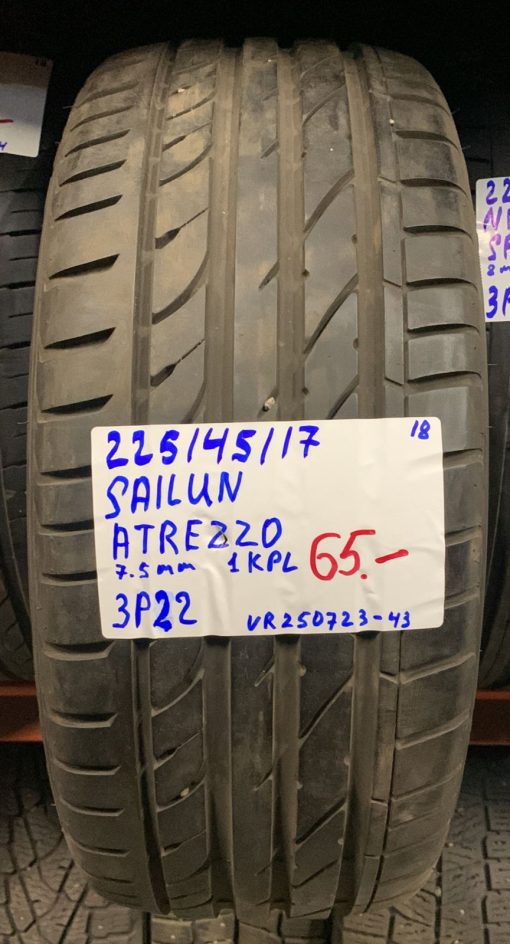 225/45/17
18
SAILUN
ATREZZO
7.5mm 1KPL 65.-
3P22
VR250723-43